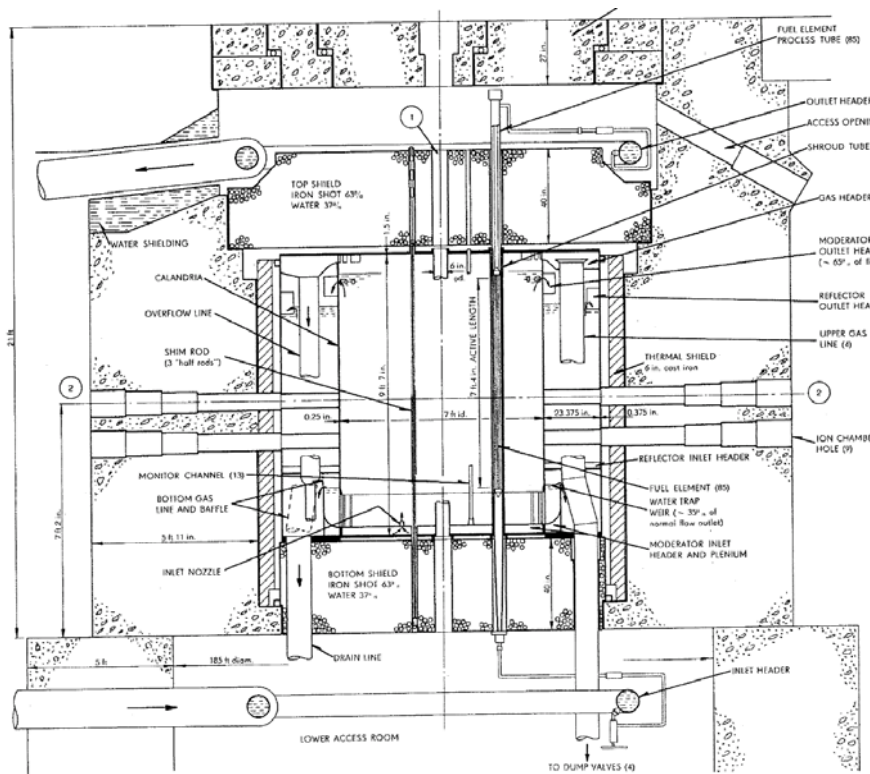 FUEL ELEMENT
PROCESS TUBE (85)
27 in.
OUTLET HEADER
ACCESS OPENI
SHROUD TUBE
1
TOP SHIELD
IRON SHOT 63%
WATER 37%
40 in.
GAS HEADER
1.5 in.
WATER SHIELDING
MODERATOR
OUTLET HEA
(~ 65% of fl
CALANDRIA
6 in.
od.
REFLECTOR
OUTLET HEA
OVERFLOW LINE
UPPER GAS
LINE (4)
21 ft
SHIM ROD
(3 "half rods")
9 ft 7 in.
7 ft-4 in. ACTIVE LENGTH
THERMAL SHIELD
6 in. cast iron
2
2
0.25 in.
7 ft id.
23.375 in.
0.375 in.
ION CHAMBE
HOLE (9)
REFLECTOR INLET HEADER
MONITOR CHANNEL (13)
FUEL ELEMENT (85)
BOTTOM GAS
LINE AND BAFFLE
WATER TRAP
WEIR (~ 35% of
normal flow outlet)
7 ft 2 in.
5 ft 11 in.
MODERATOR INLET
HEADER AND PLENIUM
INLET NOZZLE
BOTTOM SHIELD
IRON SHOT 63%
WATER 37%
40 in.
5 ft
185 ft diam.
DRAIN LINE
INLET HEADER
LOWER ACCESS ROOM
TO DUMP VALVES (4)